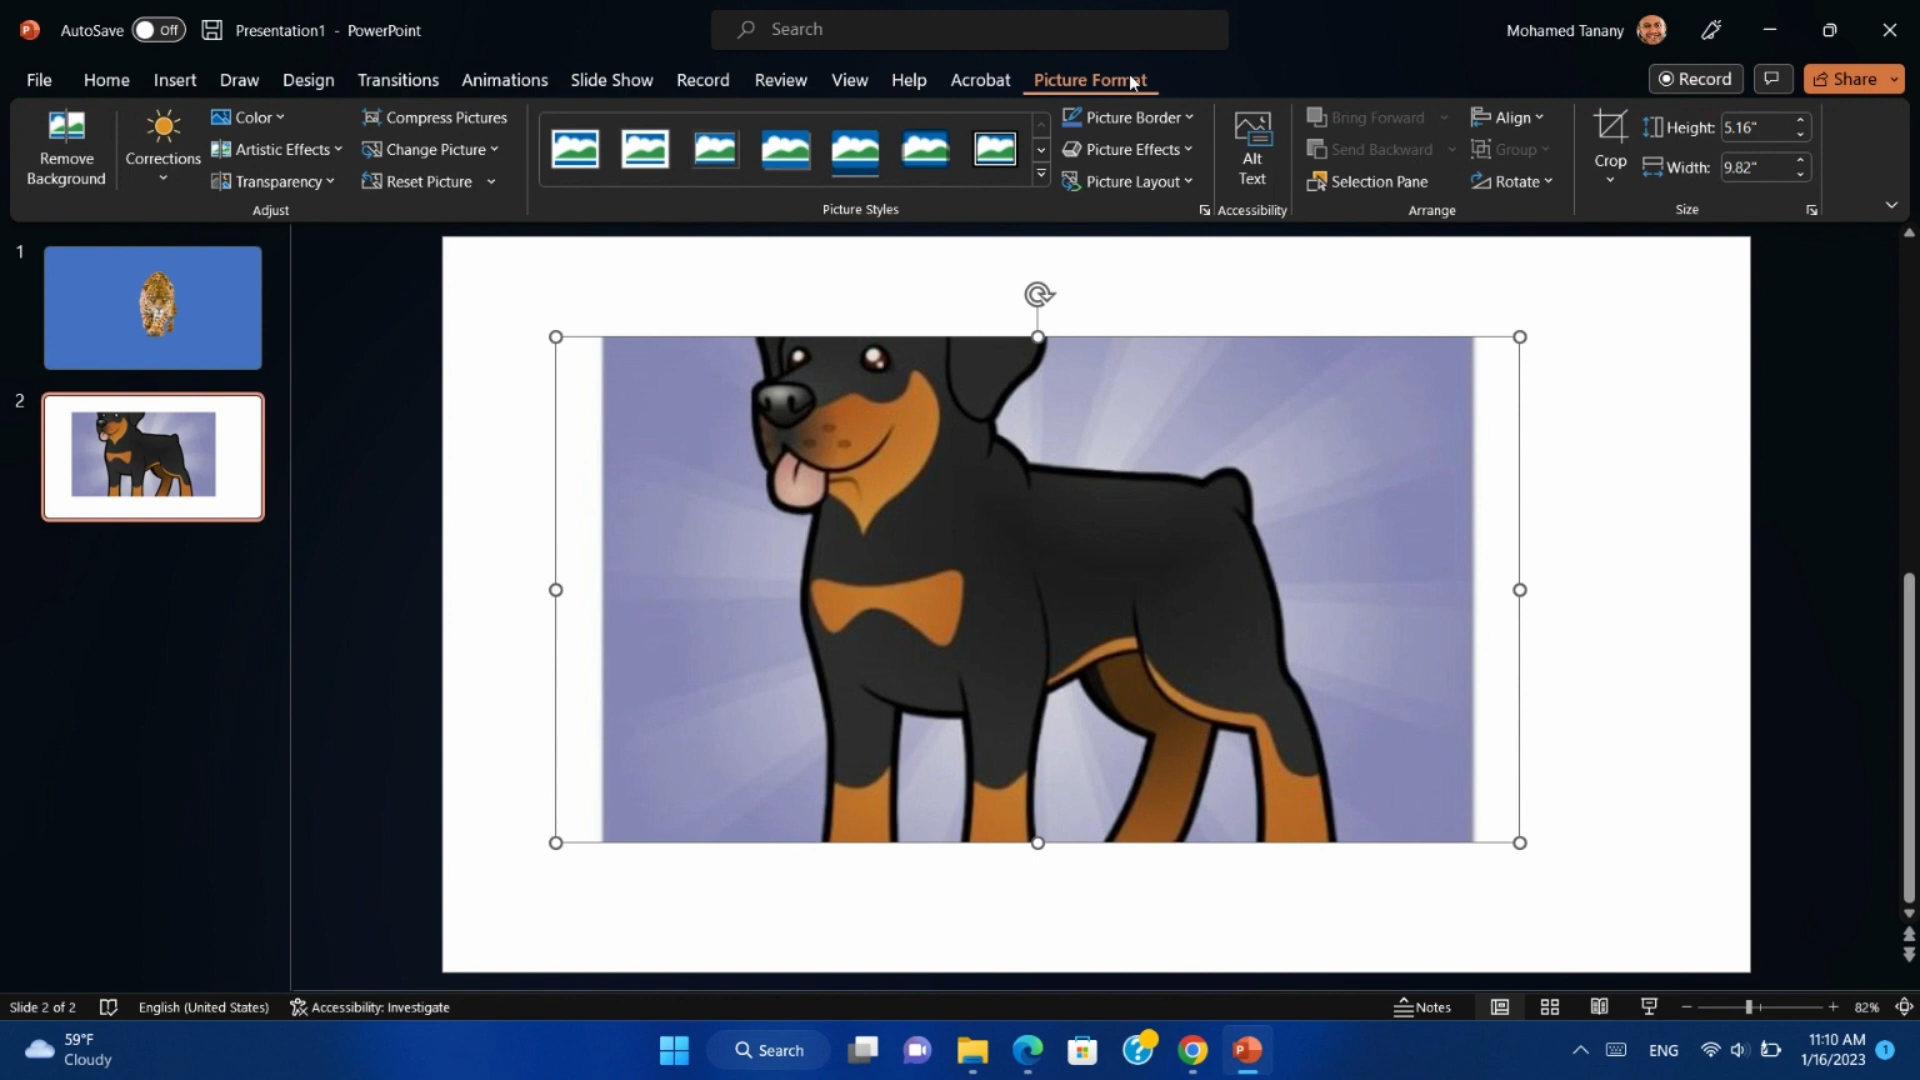 AutoSave Off Presentation1 - PowerPoint Search Mohamed Tanany
File Home Insert Draw Design Transitions Animations Slide Show Record Review View Help Acrobat Picture Format Record Share
Remove Background
Corrections
Color
Artistic Effects
Transparency
Compress Pictures
Change Picture
Reset Picture
Adjust
Picture Styles
Picture Border
Picture Effects
Picture Layout
Alt Text
Accessibility
Bring Forward
Send Backward
Selection Pane
Align
Group
Rotate
Arrange
Crop
Height: 5.16"
Width: 9.82"
Size
1
2
Slide 2 of 2 English (United States) Accessibility: Investigate Notes 82%
59°F
Cloudy
Search
ENG
11:10 AM
1/16/2023
1